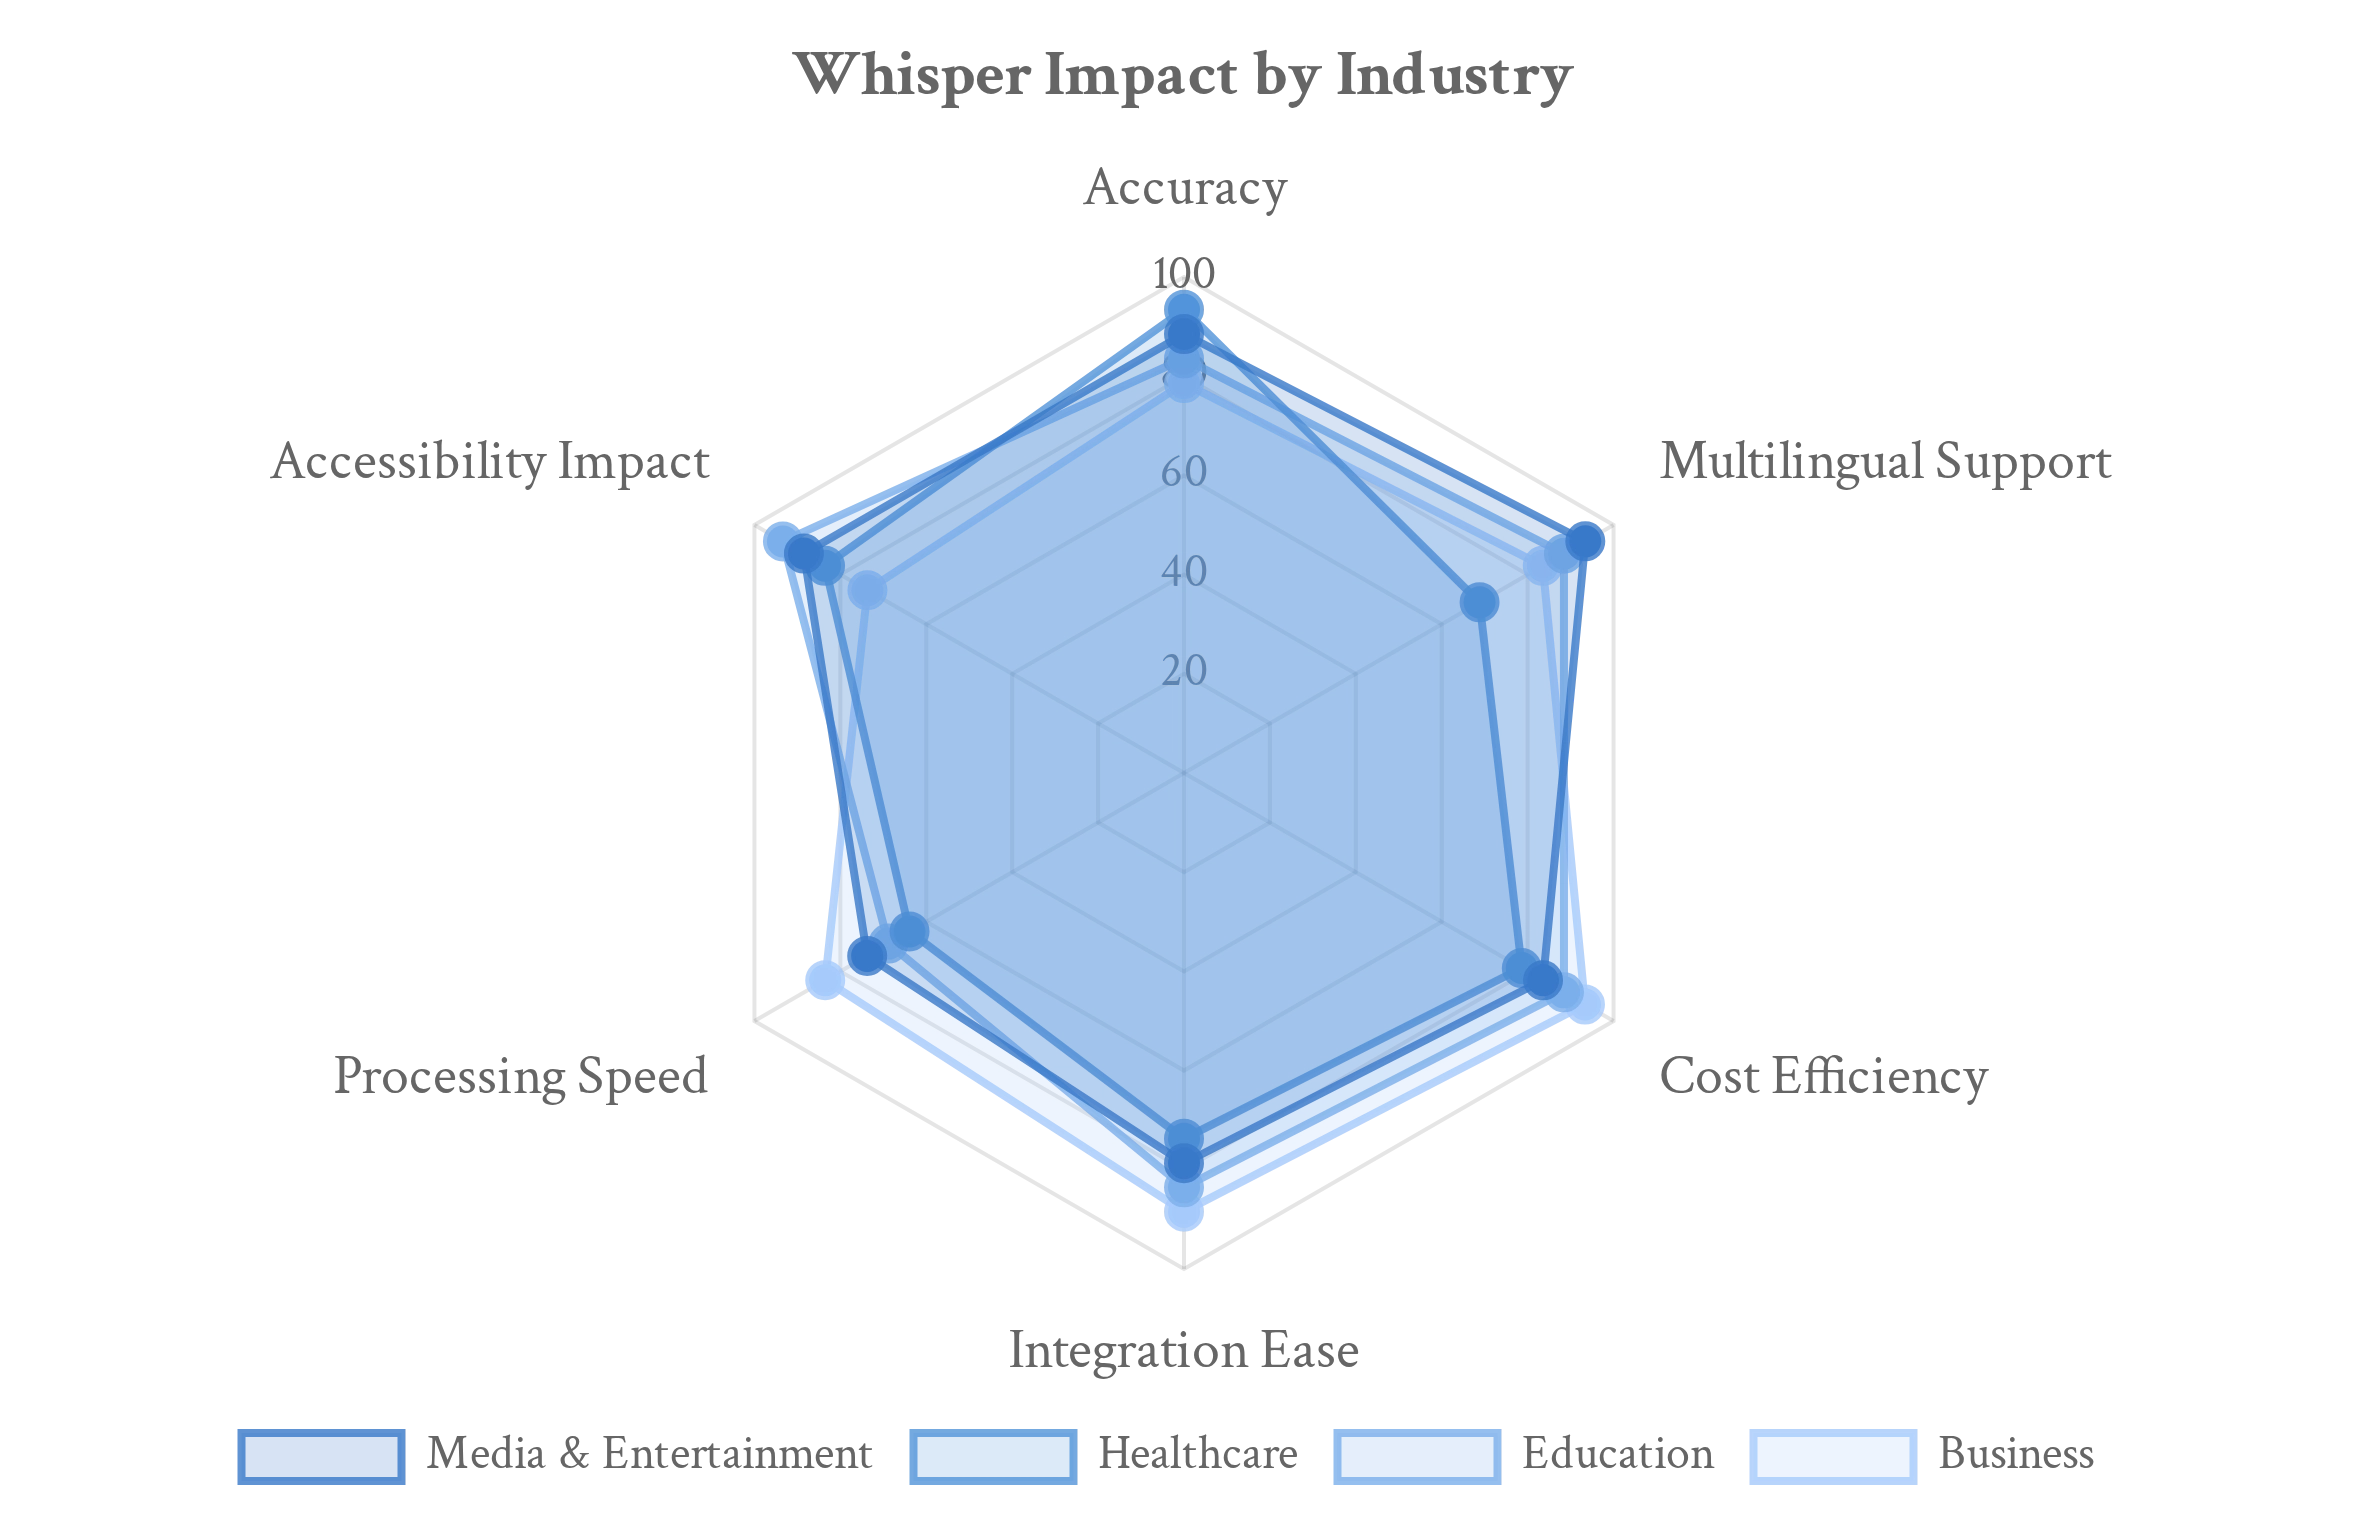 Whisper Impact by Industry
Accuracy
100
Accessibility Impact
Multilingual Support
60
40
20
Processing Speed
Cost Efficiency
Integration Ease
Media & Entertainment
Healthcare
Education
Business